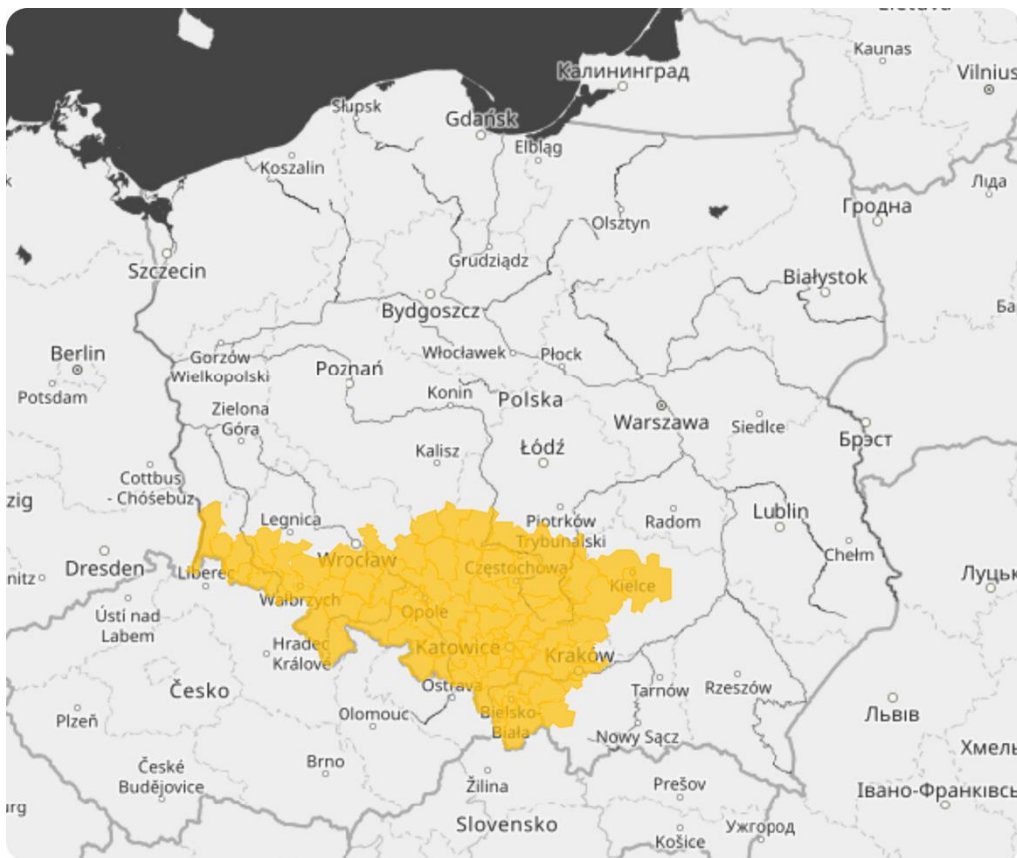 Lietuva
Kaunas
Vilnius
Калининград
Słupsk
Gdańsk
Elbląg
Koszalin
Ліда
Гродна
Olsztyn
Szczecin
Grudziądz
Białystok
Bydgoszcz
Berlin
Gorzów
Wielkopolski
Poznań
Włocławek
Płock
Potsdam
Konin
Polska
Zielona
Góra
Warszawa
Siedlce
Брэст
Kalisz
Łódź
Cottbus
- Chóśebuz
zig
Legnica
Piotrków
Trybunalski
Radom
Lublin
Wrocław
Chełm
Dresden
Częstochowa
nitz
Liberec
Kielce
Луцьк
Wałbrzych
Ústí nad
Labem
Opole
Hradec
Králové
Katowice
Kraków
Česko
Ostrava
Tarnów
Rzeszów
Plzeň
Olomouc
Bielsko-
Biała
Львів
Nowy Sącz
Хмель
Brno
České
Budějovice
Žilina
Prešov
Івано-Франківсь
urg
Slovensko
Košice
Ужгород